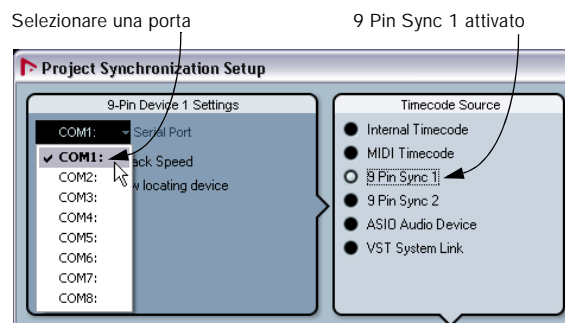 Selezionare una porta
9 Pin Sync 1 attivato
Project Synchronization Setup
9-Pin Device 1 Settings
COM1:
Serial Port
COM1:
COM2:
COM3:
COM4:
COM5:
COM6:
COM7:
COM8:
ack Speed
locating device
Timecode Source
Internal Timecode
MIDI Timecode
9 Pin Sync 1
9 Pin Sync 2
ASIO Audio Device
VST System Link